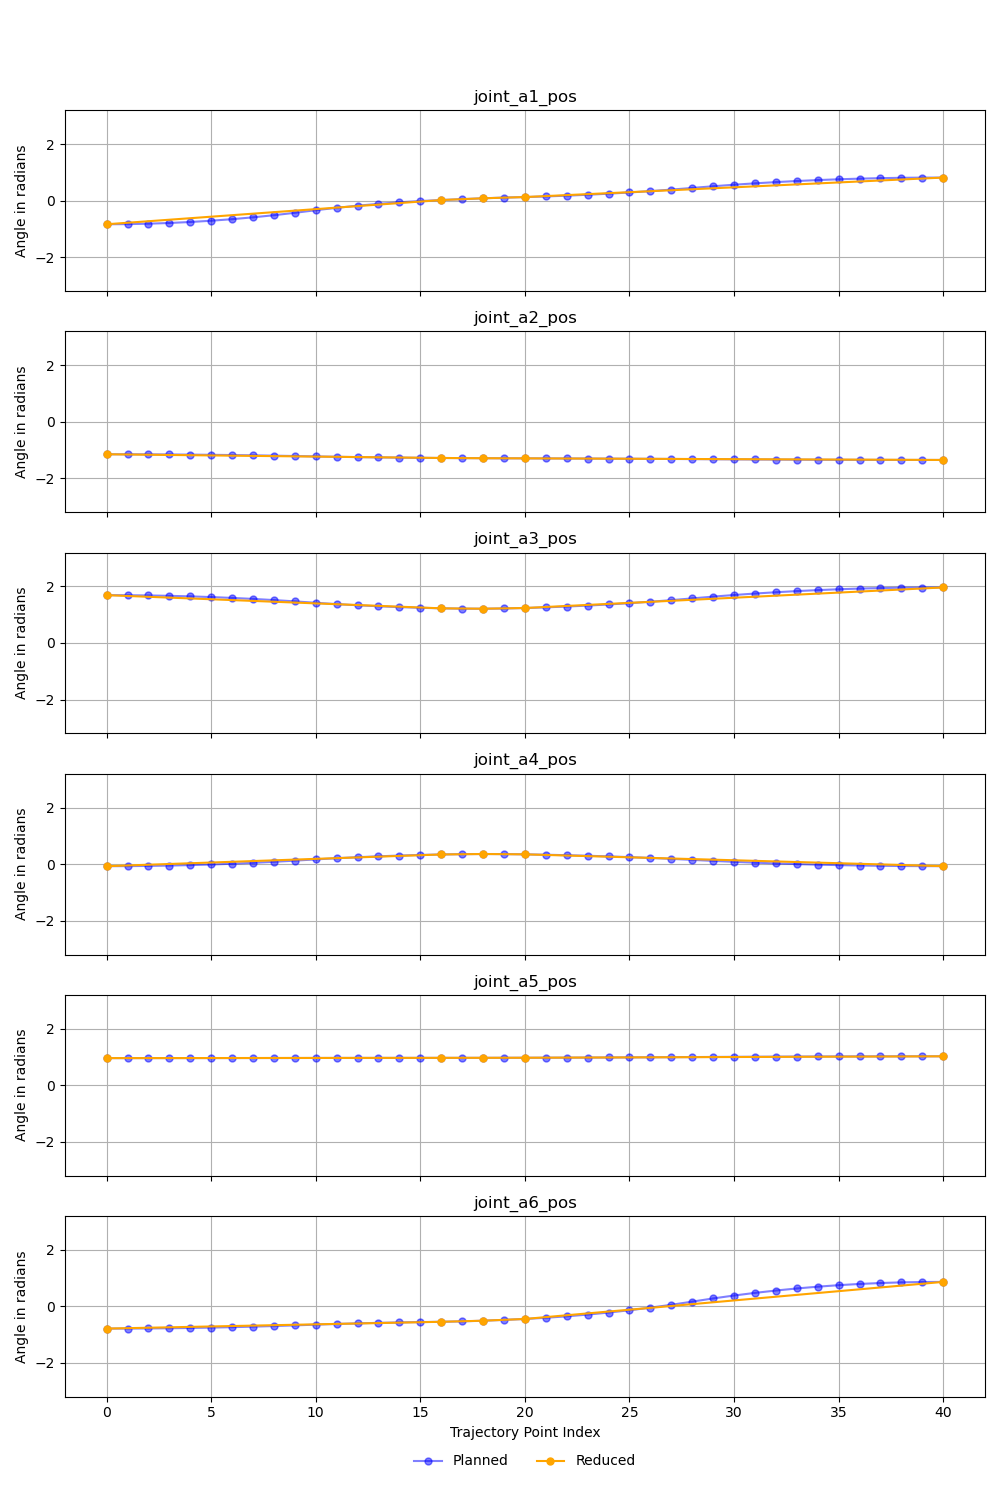 joint_a1_pos
Angle in radians
2
0
−2
joint_a2_pos
Angle in radians
2
0
−2
joint_a3_pos
Angle in radians
2
0
−2
joint_a4_pos
Angle in radians
2
0
−2
joint_a5_pos
Angle in radians
2
0
−2
joint_a6_pos
Angle in radians
2
0
−2
0 5 10 15 20 25 30 35 40
Trajectory Point Index
Planned Reduced